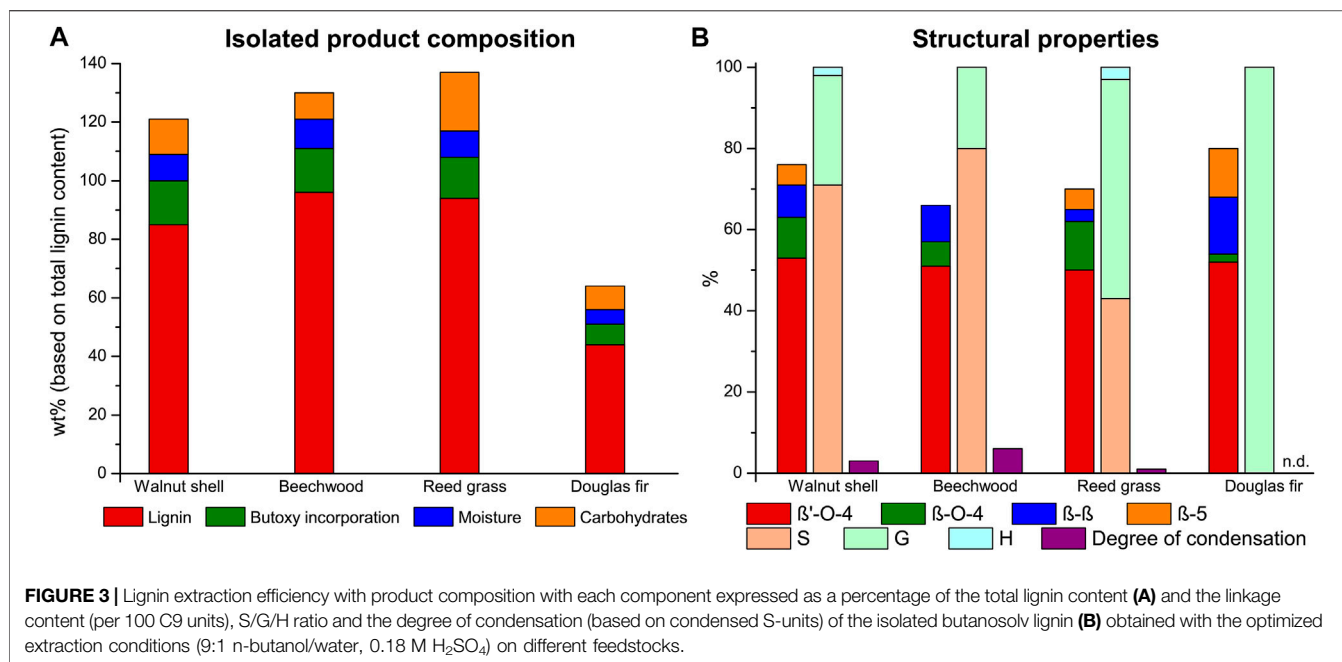 A
Isolated product composition
wt% (based on total lignin content)
140
120
100
80
60
40
20
0
Walnut shell
Beechwood
Reed grass
Douglas fir
Lignin
Butoxy incorporation
Moisture
Carbohydrates
B
Structural properties
%
100
80
60
40
20
0
n.d.
Walnut shell
Beechwood
Reed grass
Douglas fir
ß'-O-4
ß-O-4
ß-ß
ß-5
S
G
H
Degree of condensation
FIGURE 3 | Lignin extraction efficiency with product composition with each component expressed as a percentage of the total lignin content (A) and the linkage
content (per 100 C9 units), S/G/H ratio and the degree of condensation (based on condensed S-units) of the isolated butanosolv lignin (B) obtained with the optimized
extraction conditions (9:1 n-butanol/water, 0.18 M H₂SO₄) on different feedstocks.